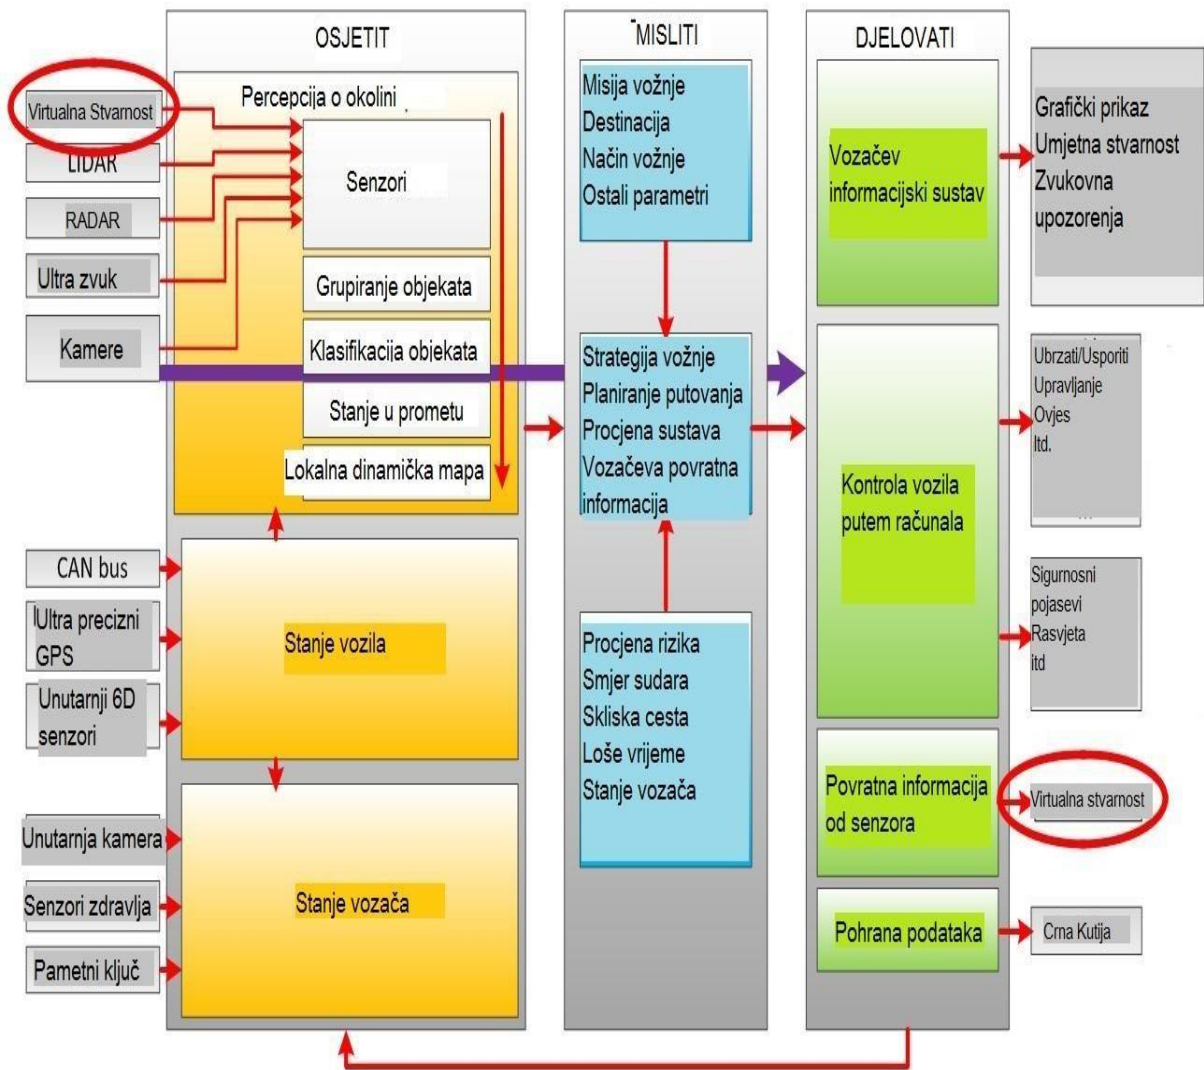 OSJETIT
MISLITI
DJELOVATI
Virtualna Stvarnost
LIDAR
RADAR
Ultra zvuk
Kamere
Percepcija o okolini
Senzori
Grupiranje objekata
Klasifikacija objekata
Stanje u prometu
Lokalna dinamička mapa
CAN bus
Ultra precizni
GPS
Unutarnji 6D
senzori
Stanje vozila
Unutarnja kamera
Senzori zdravlja
Pametni ključ
Stanje vozača
Misija vožnje
Destinacija
Način vožnje
Ostali parametri
Strategija vožnje
Planiranje putovanja
Procjena sustava
Vozačeva povratna
informacija
Procjena rizika
Smjer sudara
Skliska cesta
Loše vrijeme
Stanje vozača
Vozačev
informacijski sustav
Kontrola vozila
putem računala
Povratna informacija
od senzora
Pohrana podataka
Grafički prikaz
Umjetna stvarnost
Zvukovna
upozorenja
Ubrzati/Usporiti
Upravljanje
Ovjes
Itd.
Sigurnosni
pojasevi
Rasvjeta
itd
Virtualna stvarnost
Crna Kutija